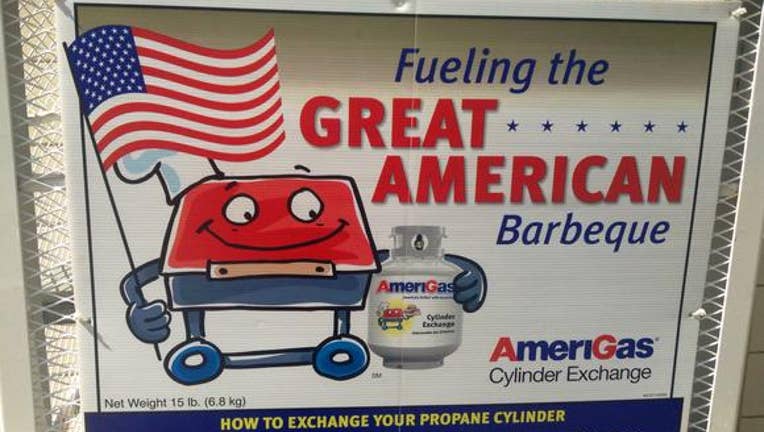 Fueling the
GREAT
AMERICAN
Barbeque
AmeriGas
Cylinder
Exchange
AmeriGas®
Cylinder Exchange
SM
Net Weight 15 lb. (6.8 kg)
HOW TO EXCHANGE YOUR PROPANE CYLINDER